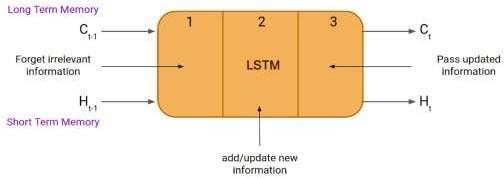 Long Term Memory
C t-1
1 2 3
C t
Forget irrelevant
information
LSTM
Pass updated
information
H t-1
H t
Short Term Memory
add/update new
information